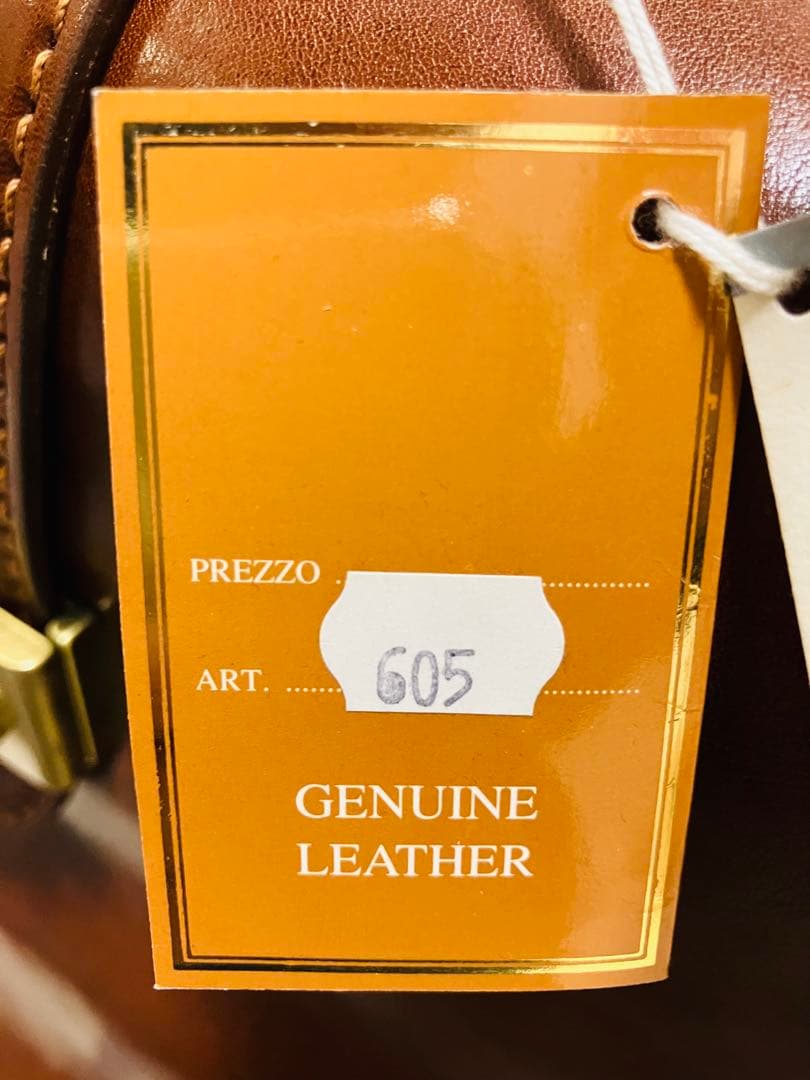 PREZZO ..............
ART. ............ 605
GENUINE
LEATHER